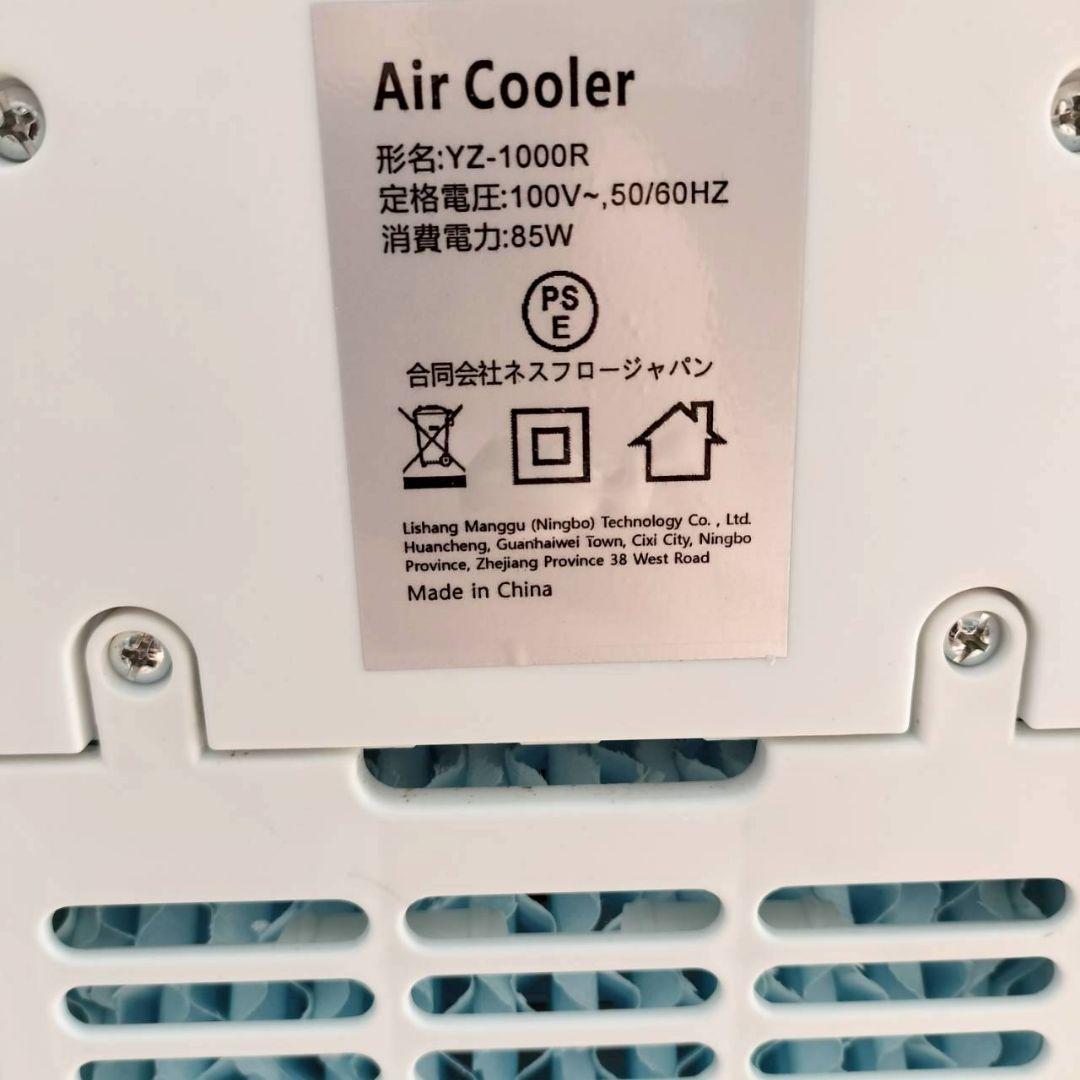 Air Cooler
形名:YZ-1000R
定格電圧:100V~,50/60HZ
消費電力:85W
PS
E
合同会社ネスフロージャパン
Lishang Manggu (Ningbo) Technology Co. , Ltd.
Huancheng, Guanhaiwei Town, Cixi City, Ningbo
Province, Zhejiang Province 38 West Road
Made in China